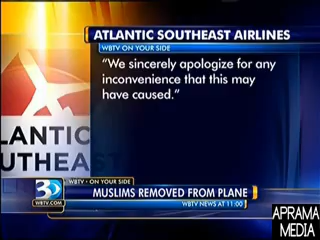 ATLANTIC SOUTHEAST AIRLINES
WBTV ON YOUR SIDE
“We sincerely apologize for any
inconvenience that this may
have caused.”
LANTIC
UTHEAST
3
WBTV.COM
WBTV - ON YOUR SIDE
MUSLIMS REMOVED FROM PLANE
WBTV NEWS AT 11:00
APRAMA
MEDIA